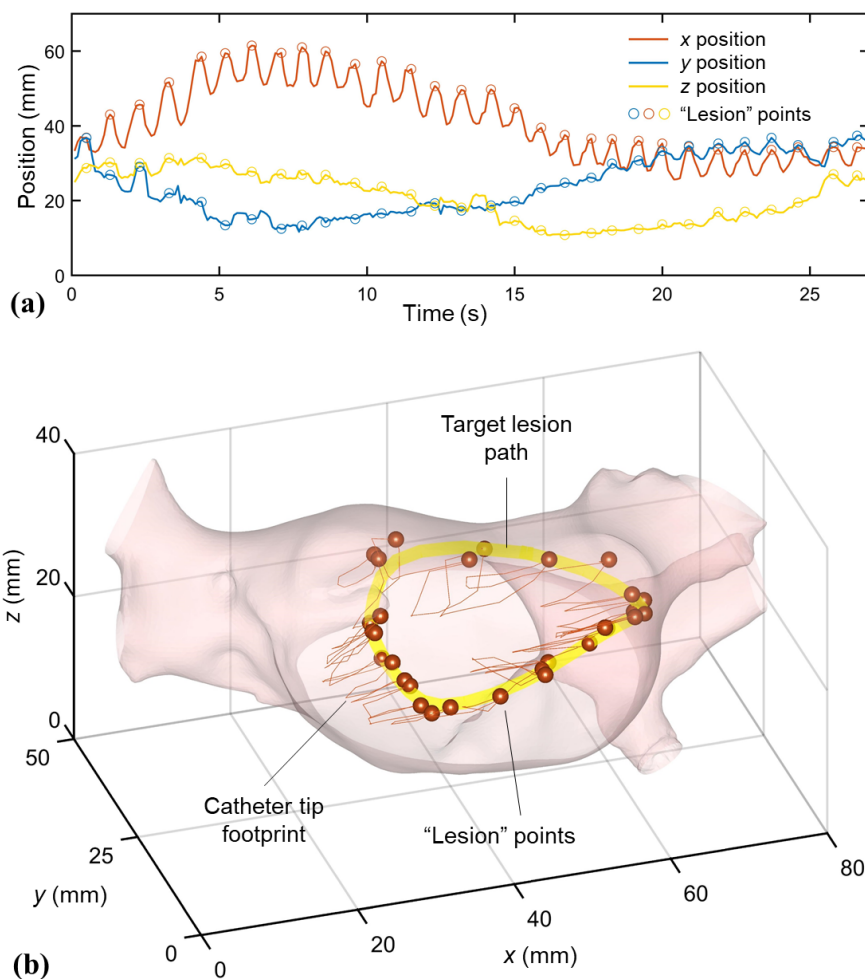 60
40
20
0
Position (mm)
x position
y position
z position
“Lesion” points
0
5
10
15
20
25
Time (s)
(a)
40
20
0
z (mm)
Target lesion
path
50
25
0
y (mm)
Catheter tip
footprint
“Lesion” points
0
20
40
60
80
x (mm)
(b)